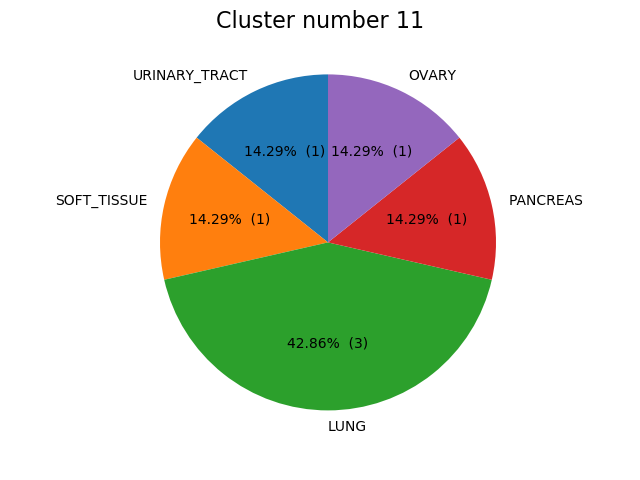 Cluster number 11
URINARY_TRACT
OVARY
14.29%  (1)
14.29%  (1)
SOFT_TISSUE
PANCREAS
14.29%  (1)
14.29%  (1)
42.86%  (3)
LUNG